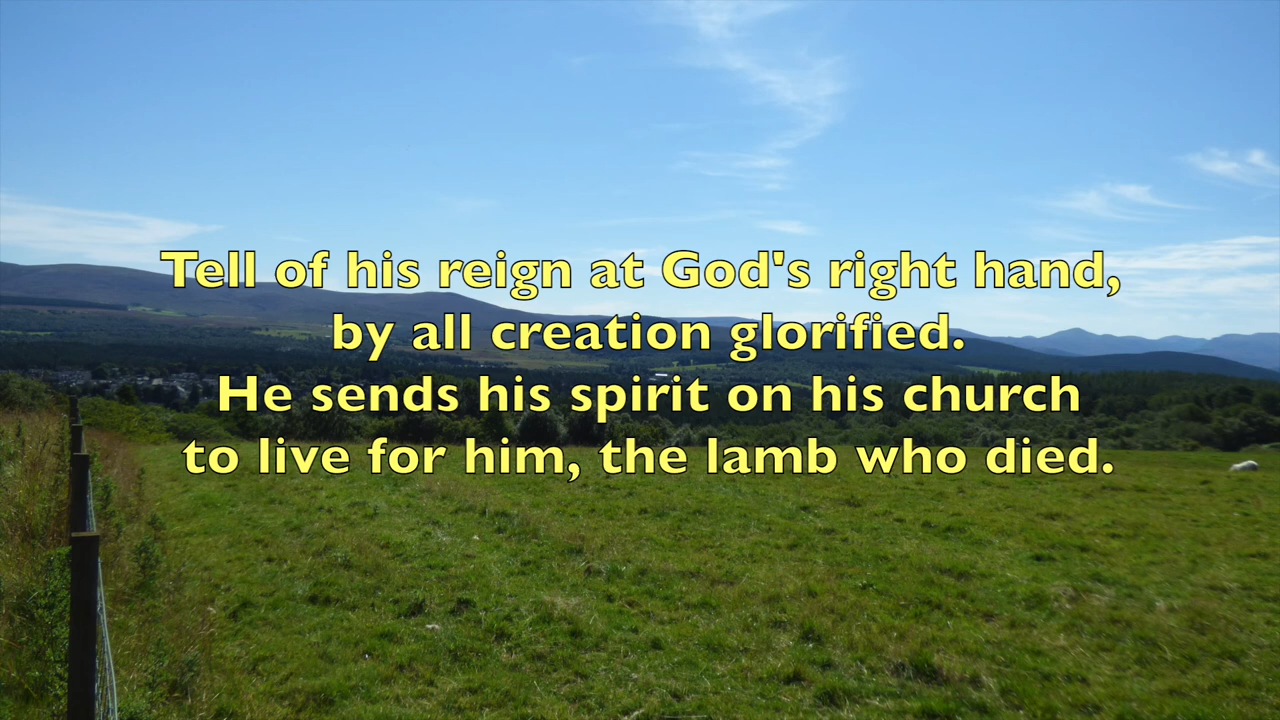 Tell of his reign at God's right hand,
by all creation glorified.
He sends his spirit on his church
to live for him, the lamb who died.